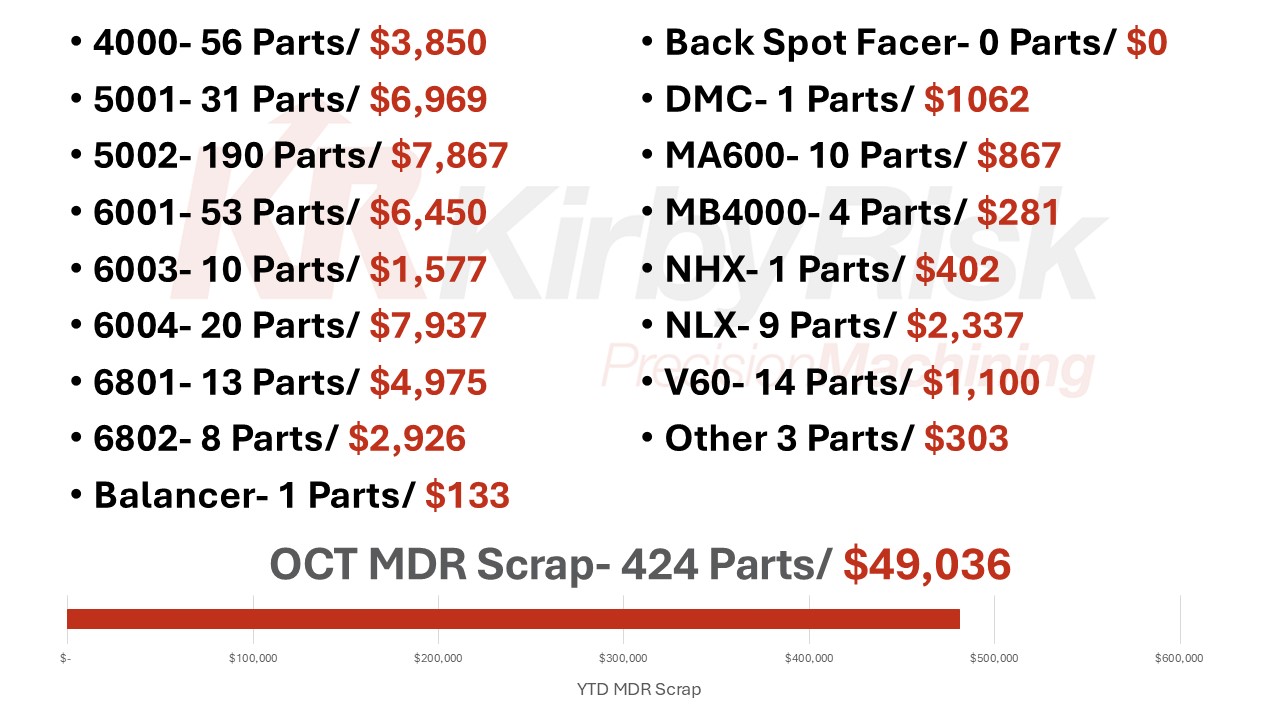 • 4000- 56 Parts/ $3,850
• 5001- 31 Parts/ $6,969
• 5002- 190 Parts/ $7,867
• 6001- 53 Parts/ $6,450
• 6003- 10 Parts/ $1,577
• 6004- 20 Parts/ $7,937
• 6801- 13 Parts/ $4,975
• 6802- 8 Parts/ $2,926
• Balancer- 1 Parts/ $133
• Back Spot Facer- 0 Parts/ $0
• DMC- 1 Parts/ $1062
• MA600- 10 Parts/ $867
• MB4000- 4 Parts/ $281
• NHX- 1 Parts/ $402
• NLX- 9 Parts/ $2,337
• V60- 14 Parts/ $1,100
• Other 3 Parts/ $303
KR KirbyRisk
PrecisionMachining
OCT MDR Scrap- 424 Parts/ $49,036
$- $100,000 $200,000 $300,000 $400,000 $500,000 $600,000
YTD MDR Scrap